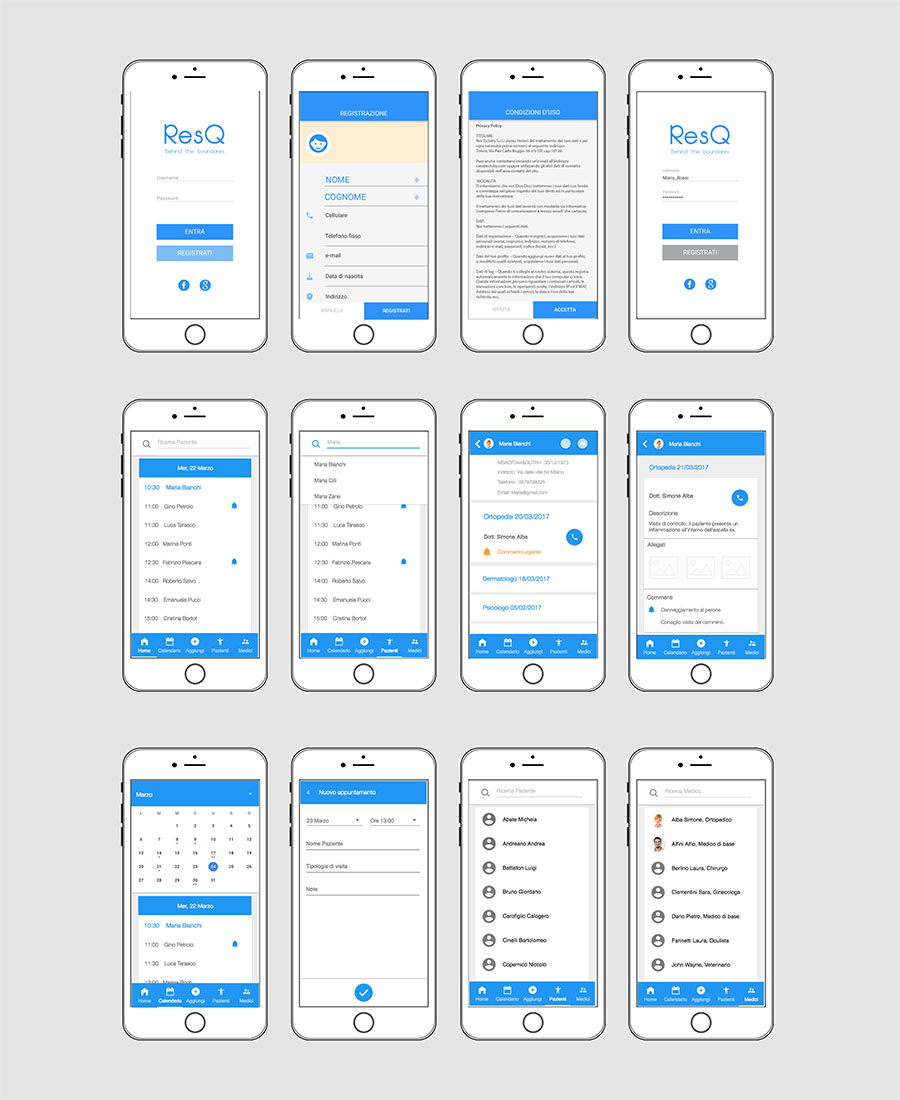 ResQ
Behind the boundaries
Username
Password
ENTRA
REGISTRATI
REGISTRAZIONE
NOME
COGNOME
Cellulare
Telefono fisso
e-mail
Data di nascita
Indirizzo
ANNULLA
REGISTRATI
CONDIZIONI D'USO
Privacy Policy
TITOLARE
MODALITÀ
DATI
Noi tratteremo i seguenti dati.
RIFIUTA
ACCETTA
ResQ
Behind the boundaries
Username
Mario_Rossi
Password
ENTRA
REGISTRATI
Ricerca Paziente
Mer, 22 Marzo
10:30 Maria Bianchi
11:00 Gino Petrolo
11:30 Luca Tarasco
12:00 Marina Ponti
12:30 Fabrizio Pescara
14:00 Roberto Salvo
14:30 Emanuela Pucci
15:00 Cristina Bortot
Home Calendario Aggiungi Pazienti Medici
Maria
Maria Bianchi
Maria Citi
Maria Zane
11:00 Gino Petrolo
11:30 Luca Tarasco
12:00 Marina Ponti
12:30 Fabrizio Pescara
14:00 Roberto Salvo
14:30 Emanuela Pucci
15:00 Cristina Bortot
Home Calendario Aggiungi Pazienti Medici
Maria Bianchi
30/12/1973
Indirizzo: Via delle ville 56 Milano
Telefono:
Email: Maria@gmail.com
Ortopedia 20/03/2017
Dott. Simone Alba
Commento urgente
Dermatologo 18/03/2017
Psicologo 05/02/2017
Home Calendario Aggiungi Pazienti Medici
Maria Bianchi
Ortopedia 21/03/2017
Dott. Simone Alba
Descrizione
Visita di controllo, il paziente presenta un
infiammazione all'interno dell'ascella sx.
Allegati
Commenti
Danneggiamento al perone
Consiglio visita del cammino.
Home Calendario Aggiungi Pazienti Medici
Marzo
L M M G V S D
1 2 3 4 5
6 7 8 9 10 11 12
13 14 15 16 17 18 19
20 21 22 23 24 25 26
27 28 29 30 31
Mer, 22 Marzo
10:30 Maria Bianchi
11:00 Gino Petrolo
11:30 Luca Tarasco
12:00 Marina Ponti
Home Calendario Aggiungi Pazienti Medici
Nuovo appuntamento
23 Marzo Ore 13:00
Nome Paziente
Tipologia di visita
Note
Ricerca Paziente
Abate Michela
Andreano Andrea
Battiston Luigi
Bruno Giordano
Carofiglio Calogero
Cinelli Bartolomeo
Copernico Niccolò
Home Calendario Aggiungi Pazienti Medici
Ricerca Medico
Alba Simone, Ortopedico
Alfini Alfio, Medico di base
Berlino Laura, Chirurgo
Clementini Sara, Ginecologa
Dario Pietro, Medico di base
Farinetti Laura, Oculista
John Wayne, Veterinario
Home Calendario Aggiungi Pazienti Medici